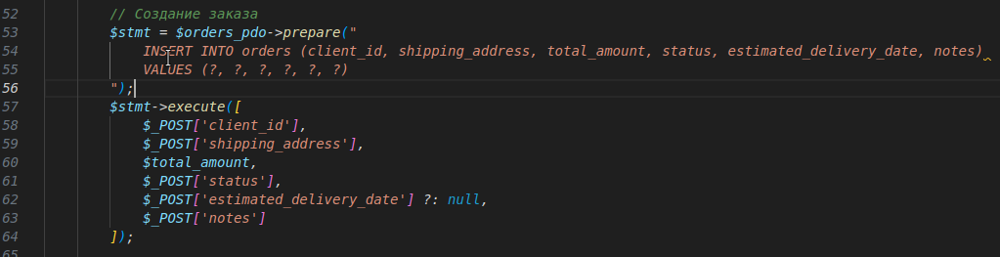 52 // Создание заказа
53 $stmt = $orders_pdo->prepare("
54 INSERT INTO orders (client_id, shipping_address, total_amount, status, estimated_delivery_date, notes)
55 VALUES (?, ?, ?, ?, ?, ?)
56 ");
57 $stmt->execute([
58 $_POST['client_id'],
59 $_POST['shipping_address'],
60 $total_amount,
61 $_POST['status'],
62 $_POST['estimated_delivery_date'] ?: null,
63 $_POST['notes']
64 ]);
65